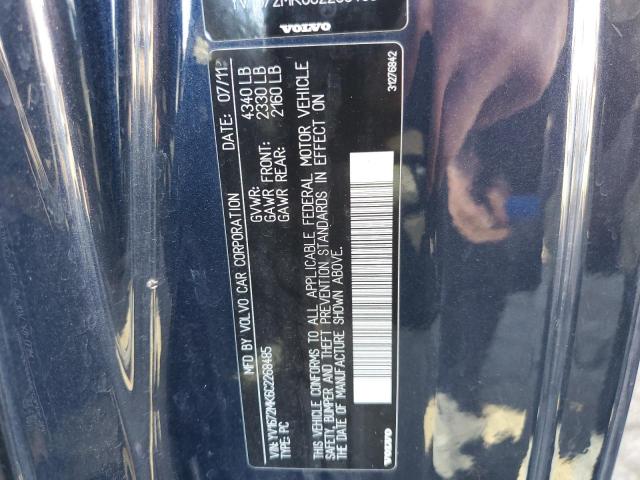 VOLVO
MFD BY VOLVO CAR CORPORATION DATE: 07/11
GVWR: 4340 LB
GAWR FRONT: 2330 LB
GAWR REAR: 2160 LB
THIS VEHICLE CONFORMS TO ALL APPLICABLE FEDERAL MOTOR VEHICLE
SAFETY, BUMPER AND THEFT PREVENTION STANDARDS IN EFFECT ON
DATE OF MANUFACTURE SHOWN ABOVE.
VIN: YV1672MK6C2268485
TYPE: PC
31276842
VOLVO